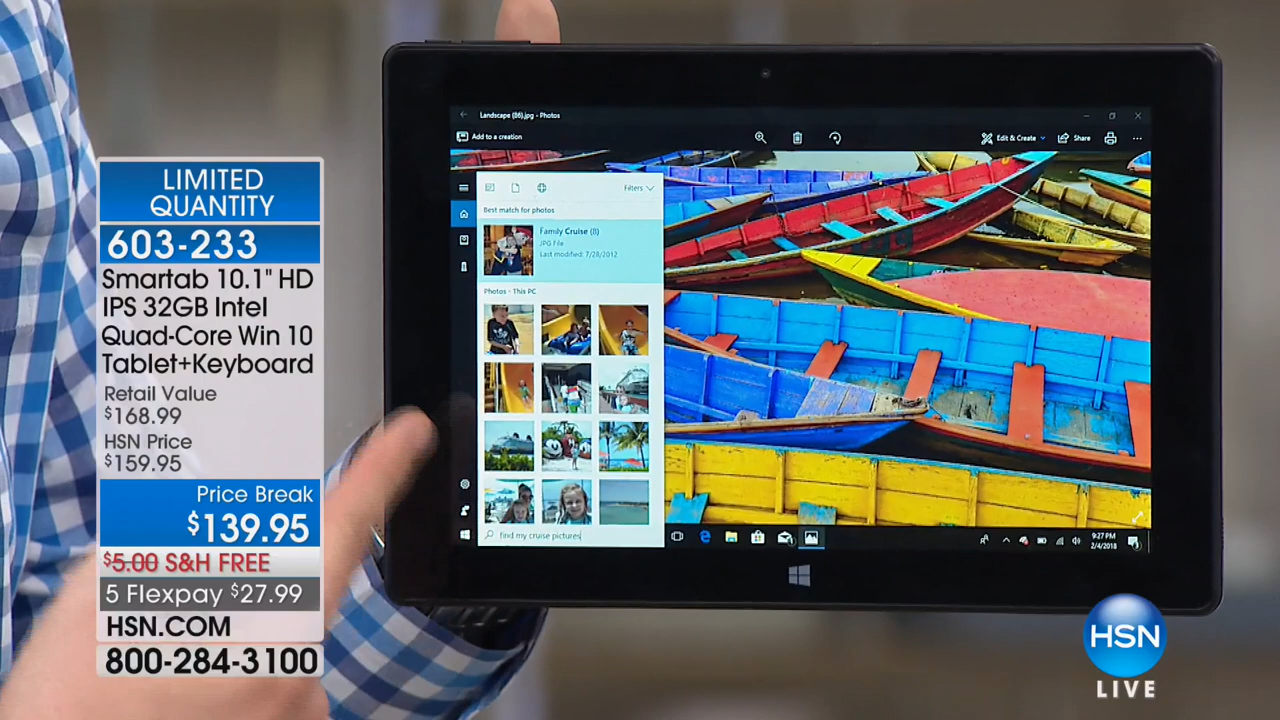 LIMITED
QUANTITY
603-233
Smartab 10.1" HD
IPS 32GB Intel
Quad-Core Win 10
Tablet+Keyboard
Retail Value
$168.99
HSN Price
$159.95
Price Break
$139.95
$5.00 S&H FREE
5 Flexpay $27.99
HSN.COM
800-284-3100
Landscape (86).jpg - Photos
Add to a creation
Edit & Create
Share
Filters
Best match for photos
Family Cruise (8)
JPG File
Last modified: 7/28/2012
Photos - This PC
find my cruise pictures
9:27 PM
2/4/2018
HSN
LIVE